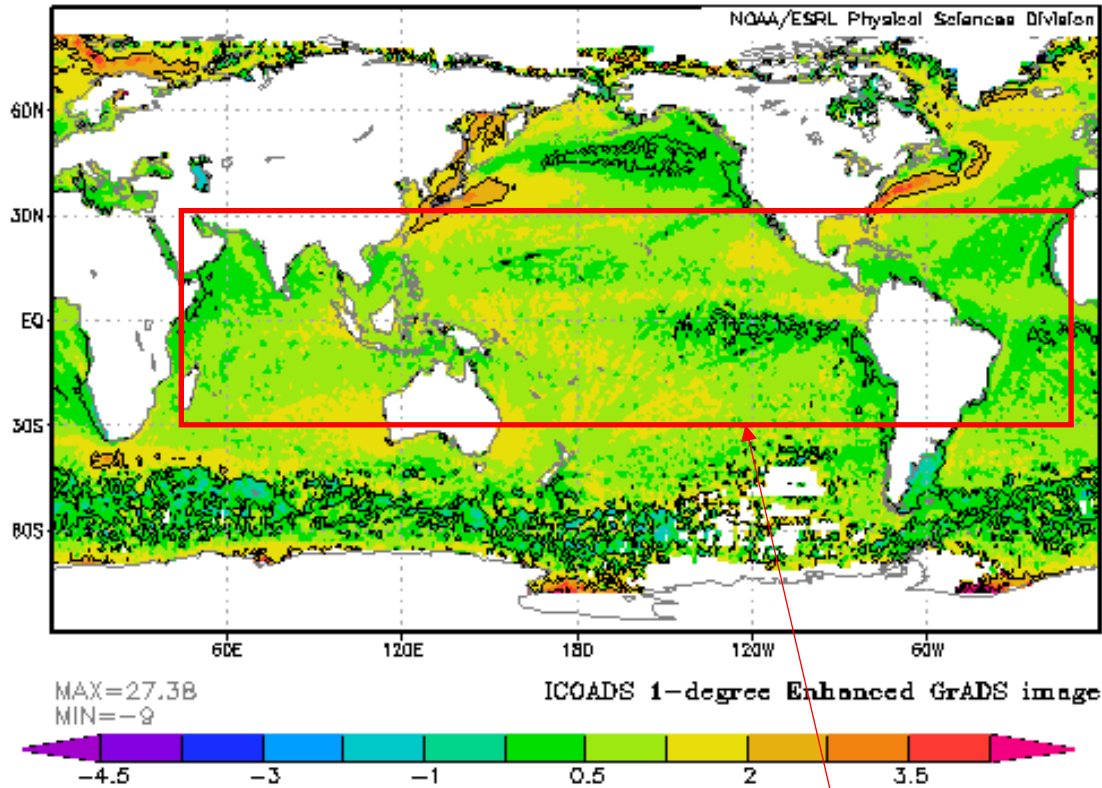 NOAA/ESRL Physical Sciences Division
60N
30N
EQ
30S
60S
60E 120E 180 120W 60W
MAX=27.38
MIN=-9
ICOADS 1-degree Enhanced GrADS image
-4.5 -3 -1 0.5 2 3.5